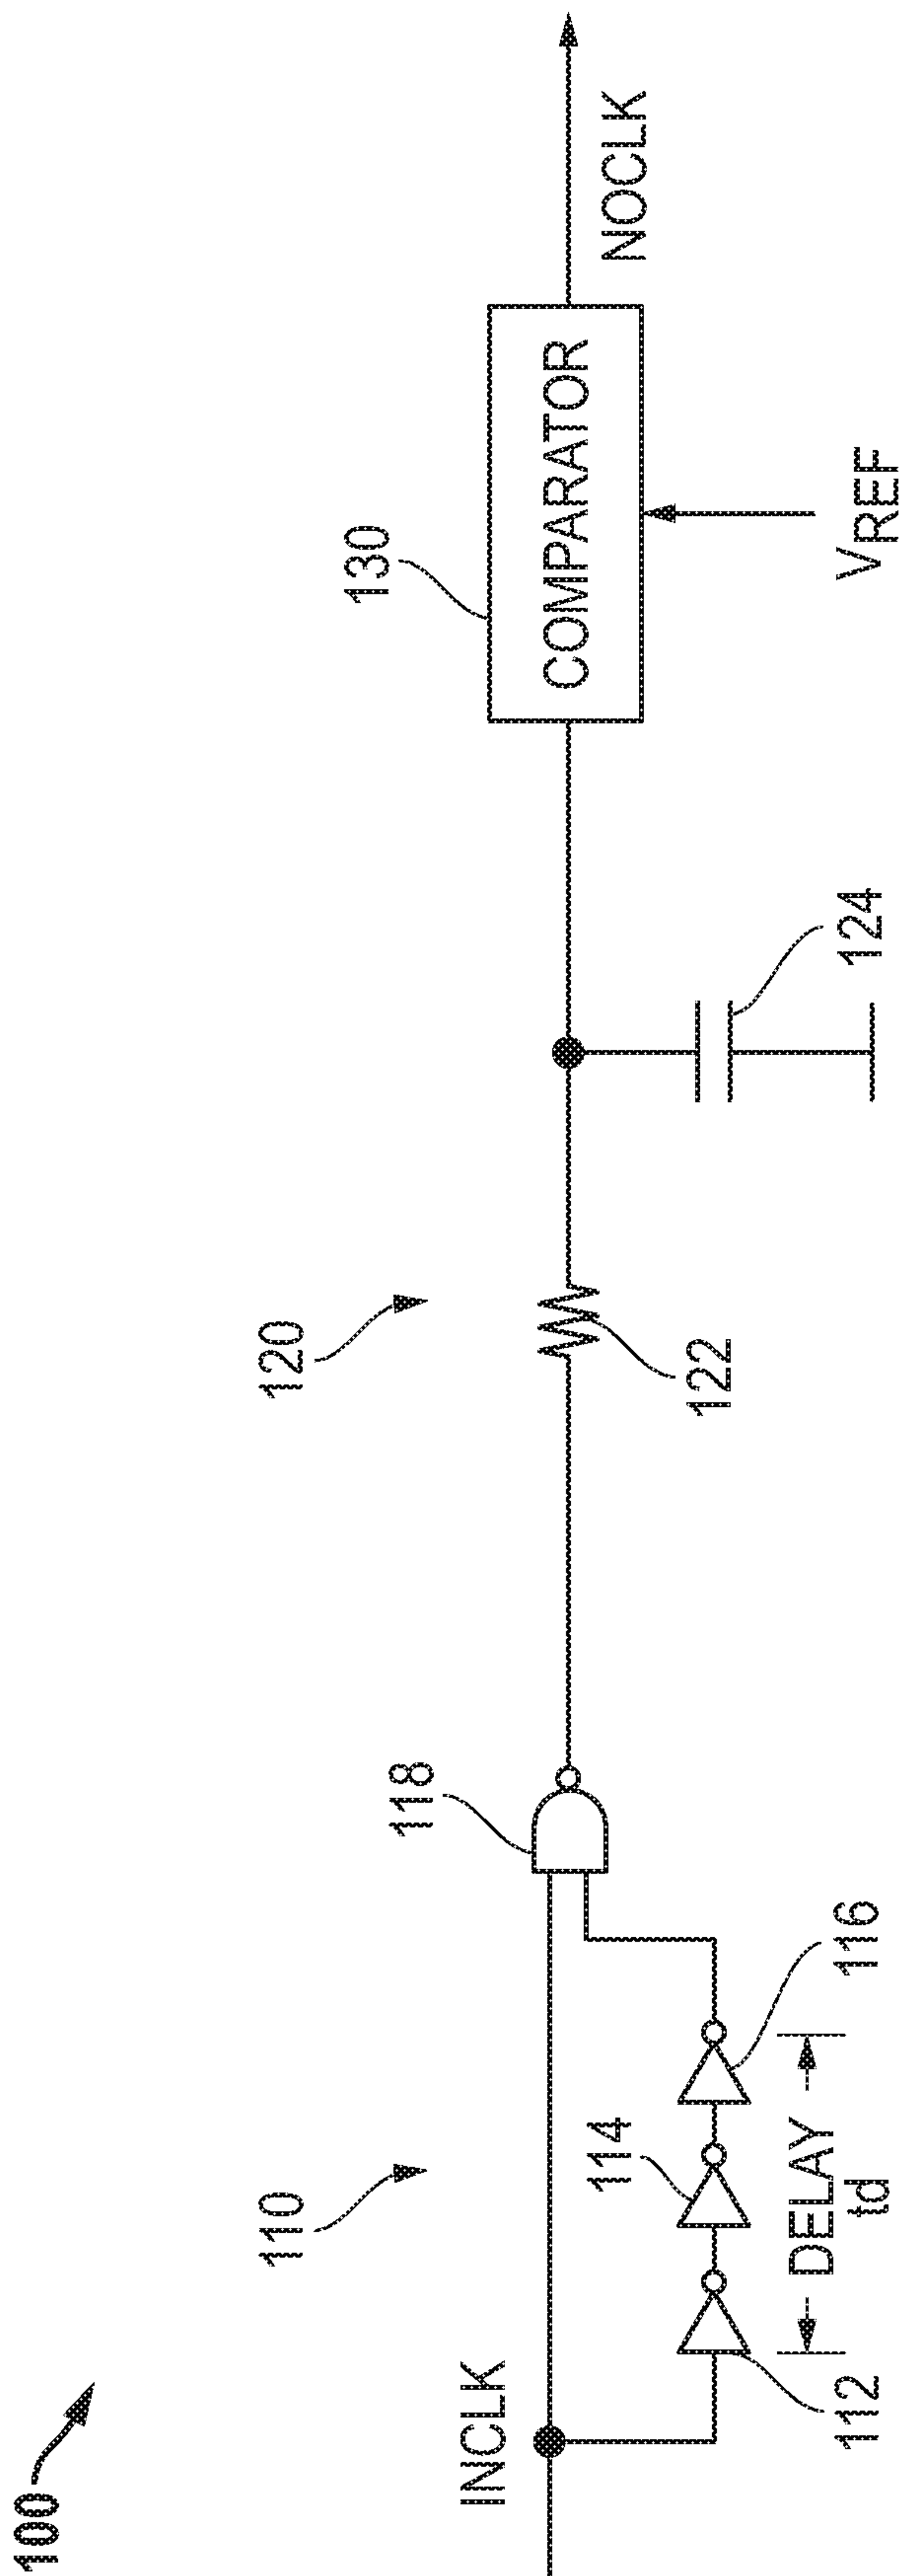 100
110
120
130
INCLK
118
114
112
DELAY
td
116
122
124
COMPARATOR
VREF
NOCLK